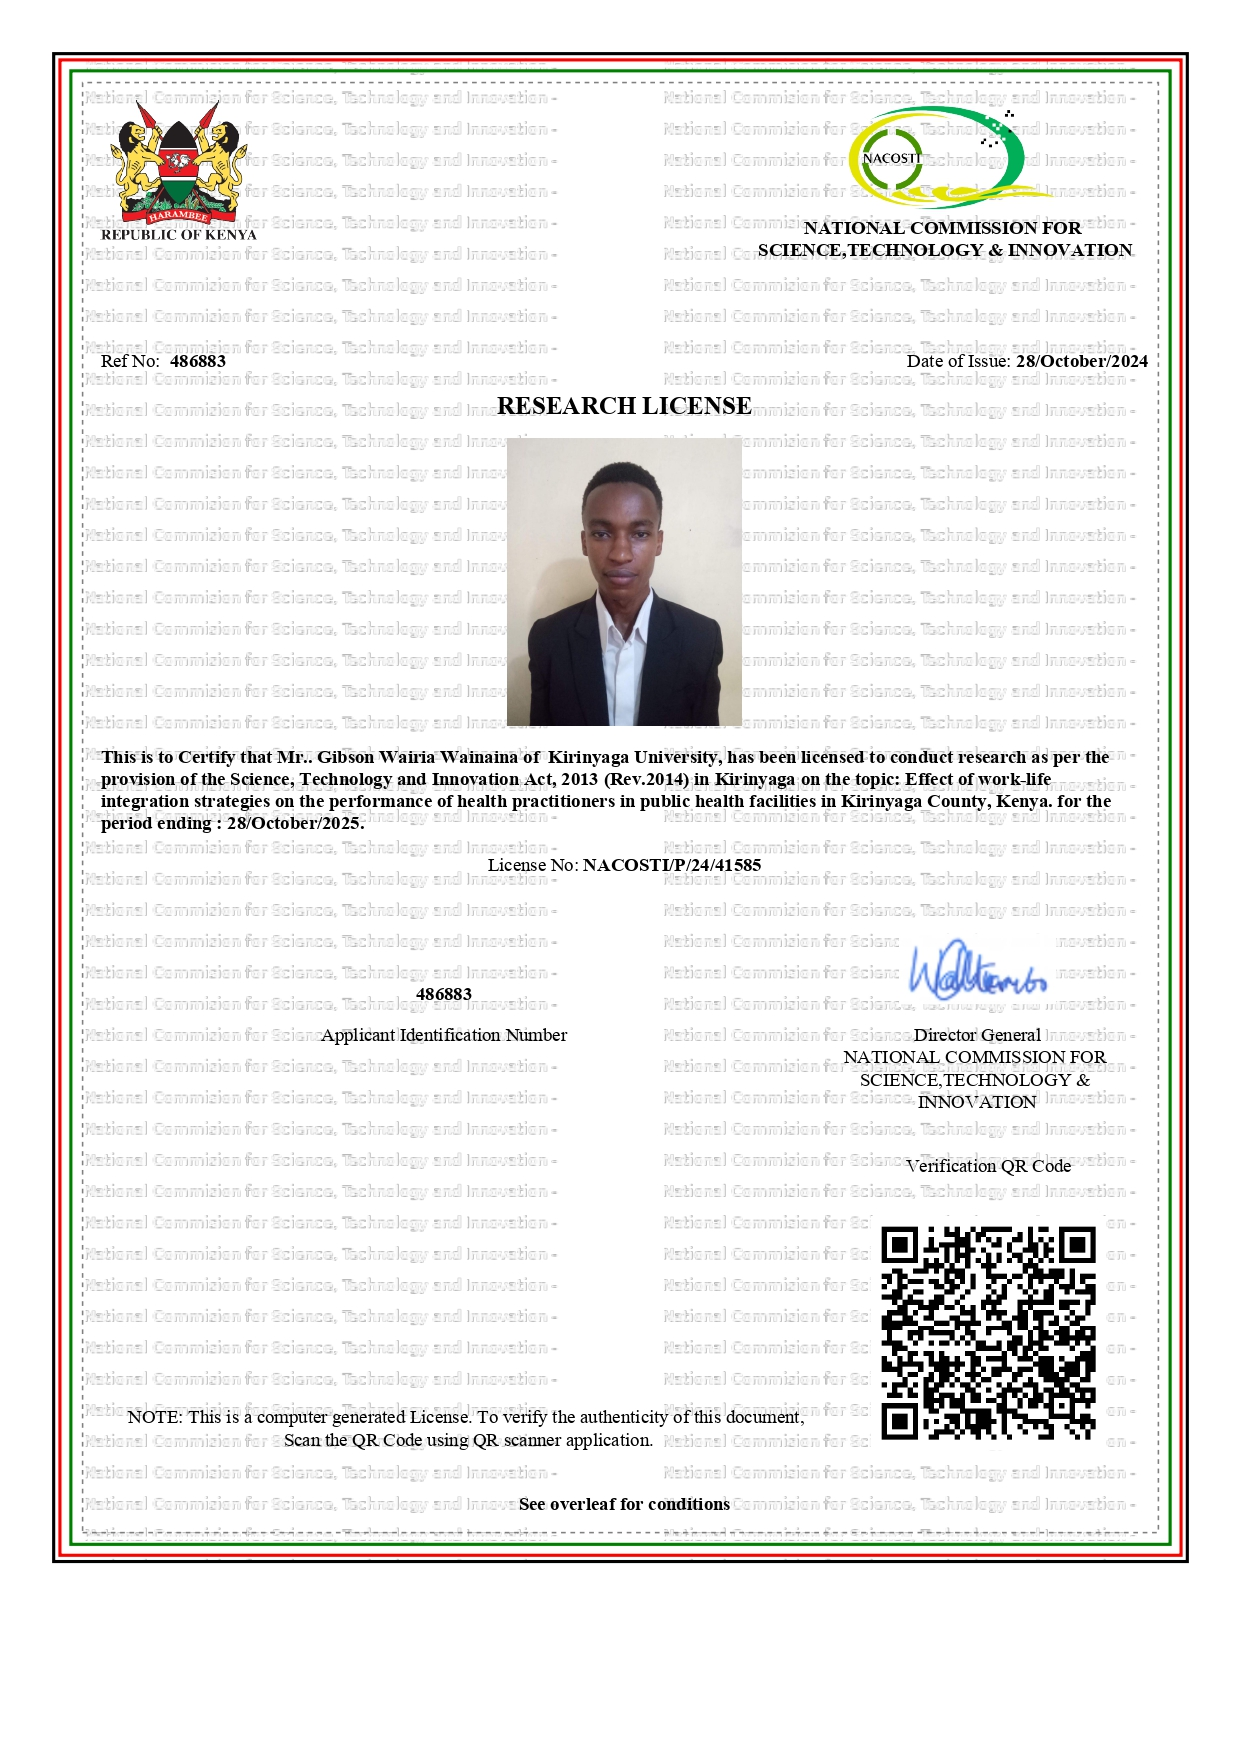 HARAMBEE
REPUBLIC OF KENYA
NACOSTI
NATIONAL COMMISSION FOR
SCIENCE,TECHNOLOGY & INNOVATION
Ref No: 486883
Date of Issue: 28/October/2024
RESEARCH LICENSE
This is to Certify that Mr.. Gibson Wairia Wainaina of Kirinyaga University, has been licensed to conduct research as per the
provision of the Science, Technology and Innovation Act, 2013 (Rev.2014) in Kirinyaga on the topic: Effect of work-life
integration strategies on the performance of health practitioners in public health facilities in Kirinyaga County, Kenya. for the
period ending : 28/October/2025.
License No: NACOSTI/P/24/41585
486883
Applicant Identification Number
Director General
NATIONAL COMMISSION FOR
SCIENCE,TECHNOLOGY &
INNOVATION
Verification QR Code
NOTE: This is a computer generated License. To verify the authenticity of this document,
Scan the QR Code using QR scanner application.
See overleaf for conditions